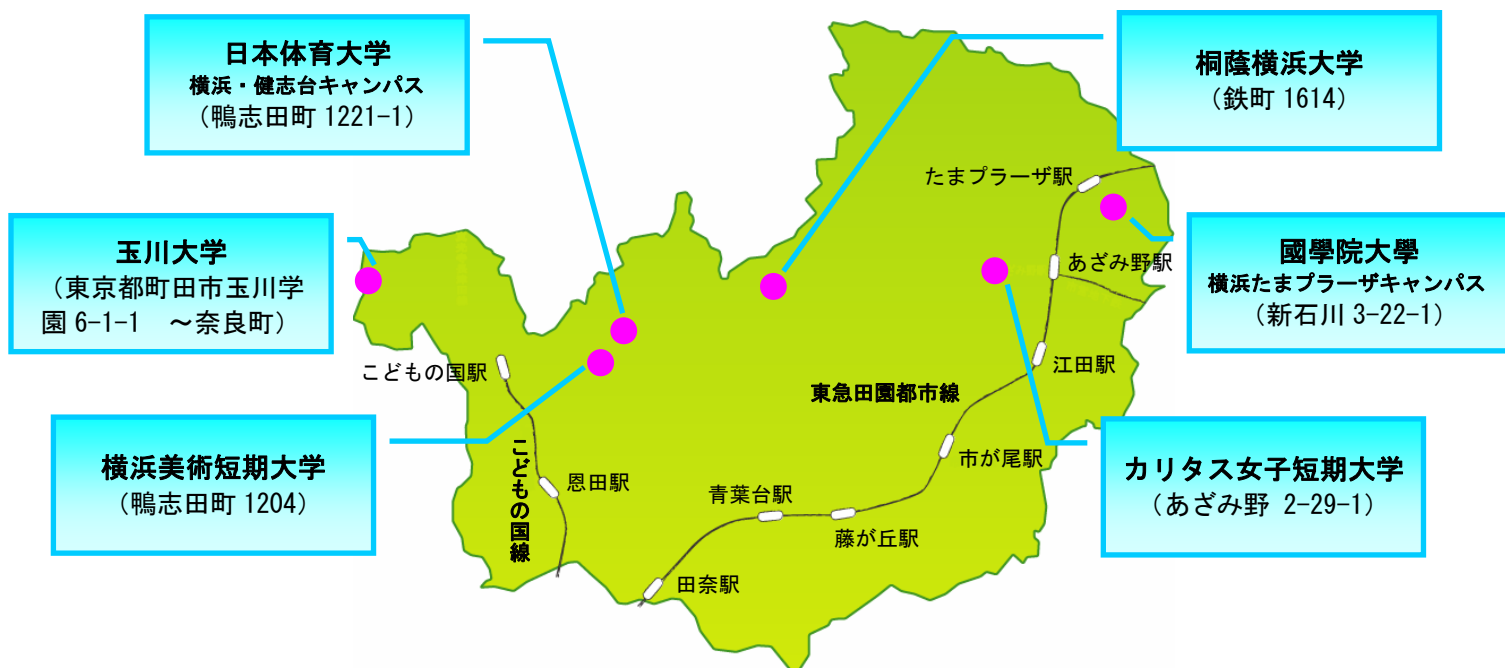 日本体育大学
横浜・健志台キャンパス
（鴨志田町 1221-1）
桐蔭横浜大学
（鉄町 1614）
たまプラーザ駅
玉川大学
（東京都町田市玉川学
園 6-1-1　～奈良町）
あざみ野駅
國學院大學
横浜たまプラーザキャンパス
（新石川 3-22-1）
こどもの国駅
江田駅
東急田園都市線
横浜美術短期大学
（鴨志田町 1204）
こどもの国線
恩田駅
青葉台駅
市が尾駅
藤が丘駅
田奈駅
カリタス女子短期大学
（あざみ野 2-29-1）